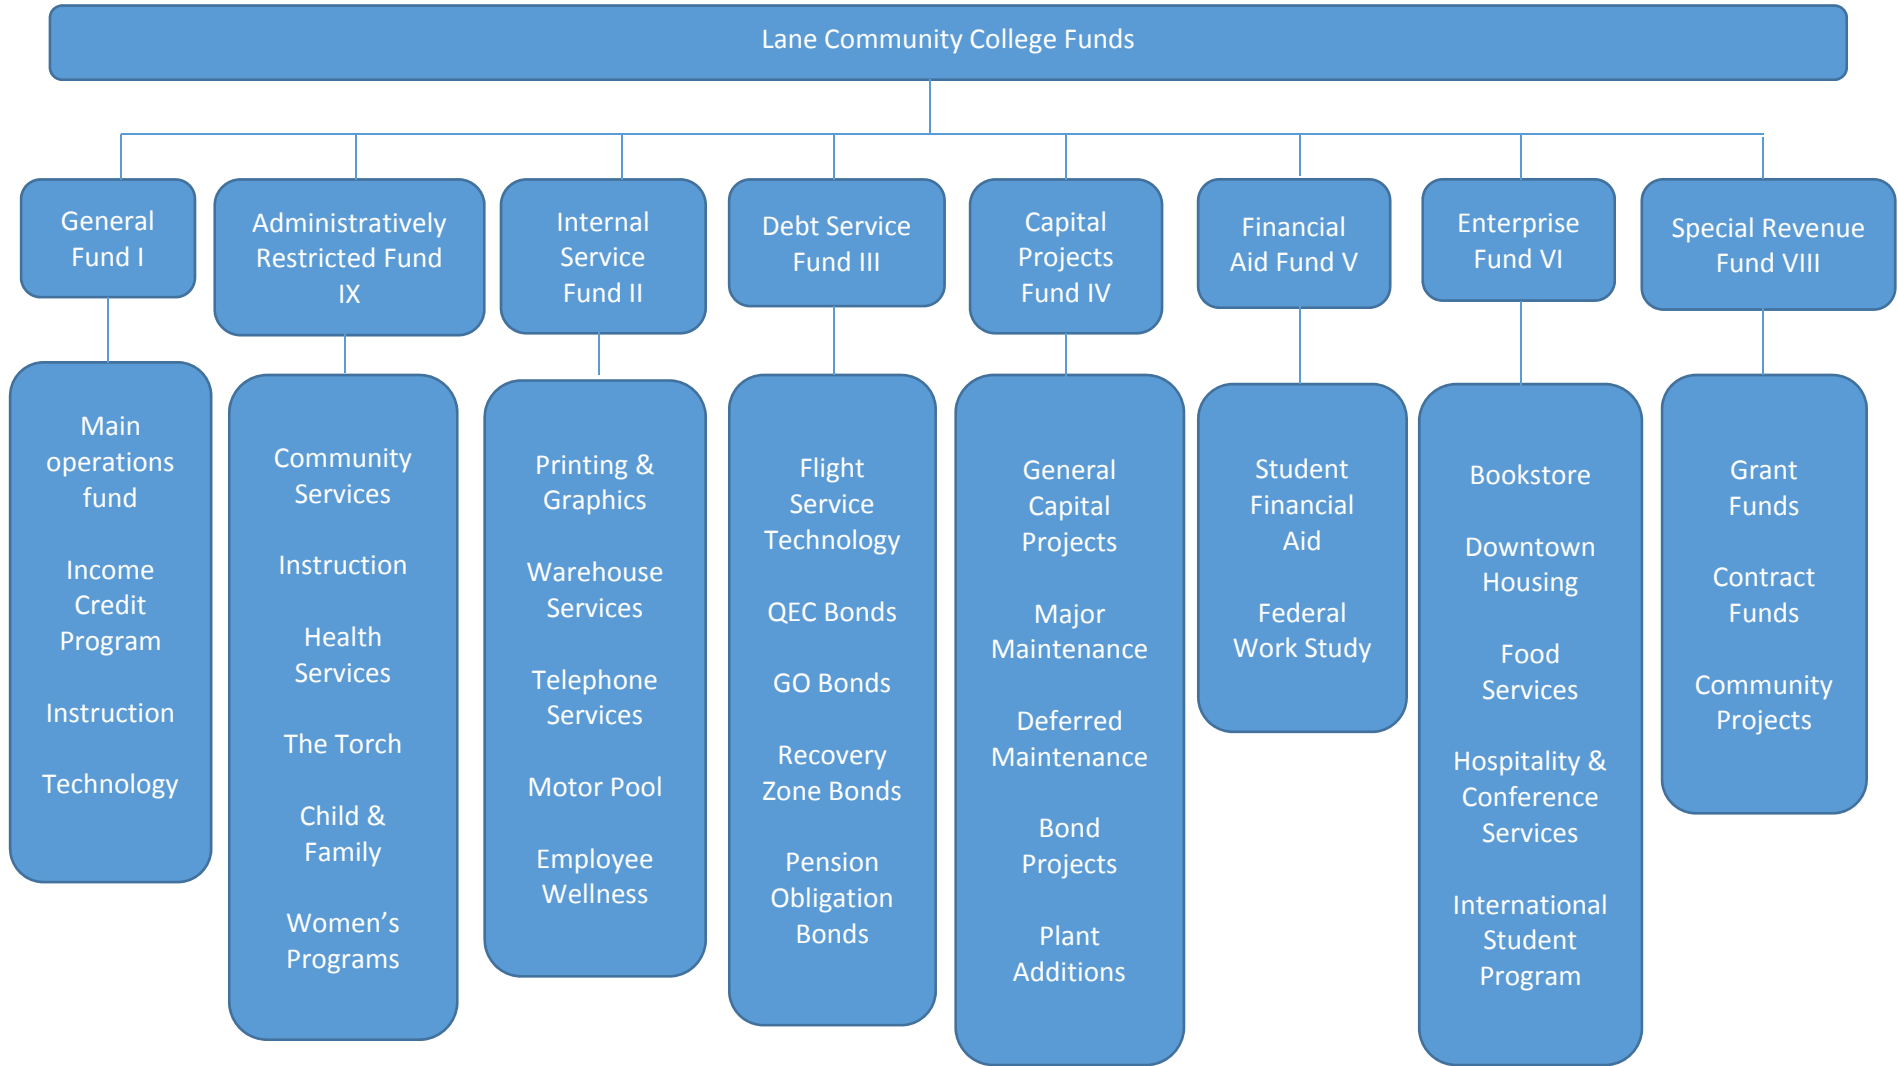 Lane Community College Funds
General
Fund I
Administratively
Restricted Fund
IX
Internal
Service
Fund II
Debt Service
Fund III
Capital
Projects
Fund IV
Financial
Aid Fund V
Enterprise
Fund VI
Special Revenue
Fund VIII
Main
operations
fund
Income
Credit
Program
Instruction
Technology
Community
Services
Instruction
Health
Services
The Torch
Child &
Family
Women’s
Programs
Printing &
Graphics
Warehouse
Services
Telephone
Services
Motor Pool
Employee
Wellness
Flight
Service
Technology
QEC Bonds
GO Bonds
Recovery
Zone Bonds
Pension
Obligation
Bonds
General
Capital
Projects
Major
Maintenance
Deferred
Maintenance
Bond
Projects
Plant
Additions
Student
Financial
Aid
Federal
Work Study
Bookstore
Downtown
Housing
Food
Services
Hospitality &
Conference
Services
International
Student
Program
Grant
Funds
Contract
Funds
Community
Projects